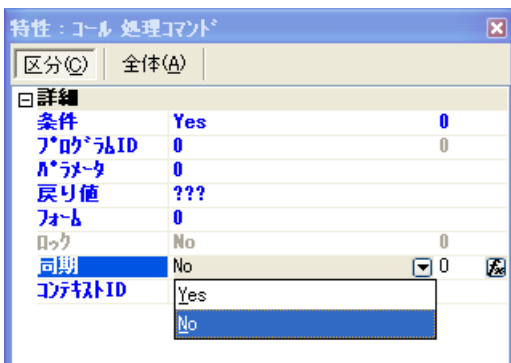 特性：コール 処理コマンド
区分(C) 全体(A)
詳細
条件 Yes 0
プログラムID 0 0
パラメータ 0
戻り値 ???
フォーム 0
ロック No 0
同期 No 0
コンテキストID Yes
No